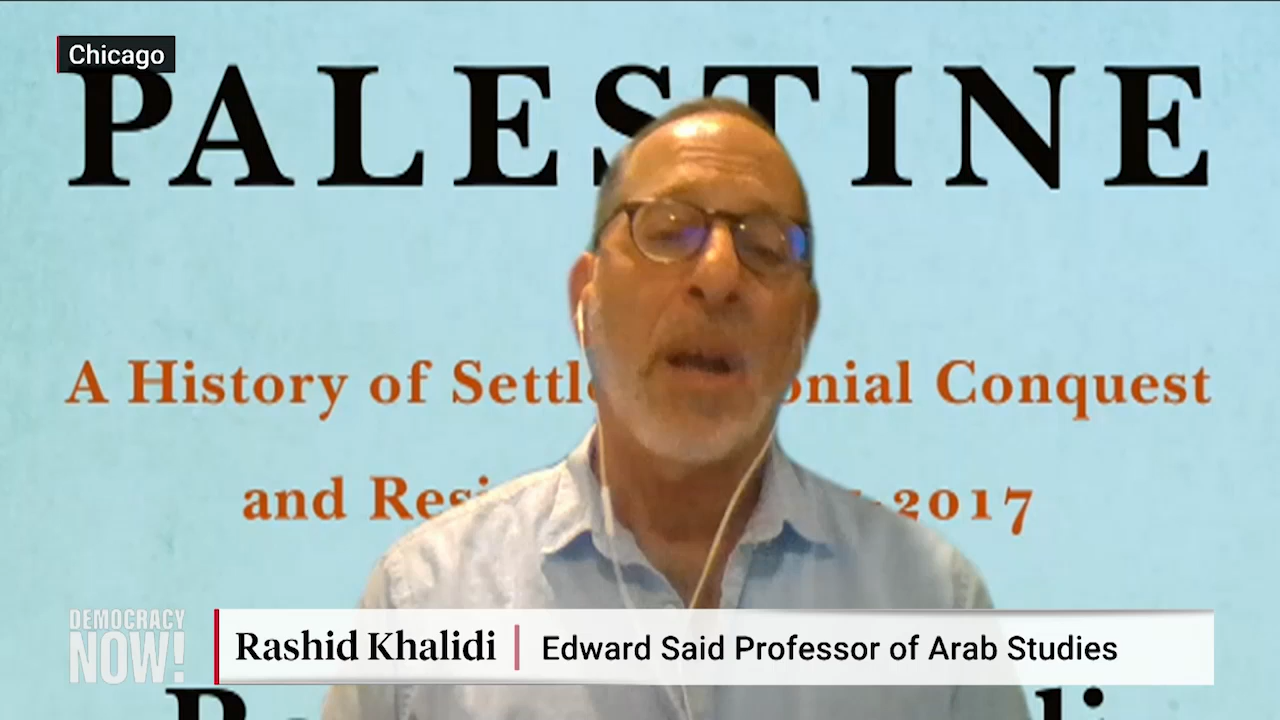 Chicago
PALESTINE
A History of Settl onial Conquest
and Resi -2017
DEMOCRACY
NOW!
Rashid Khalidi | Edward Said Professor of Arab Studies